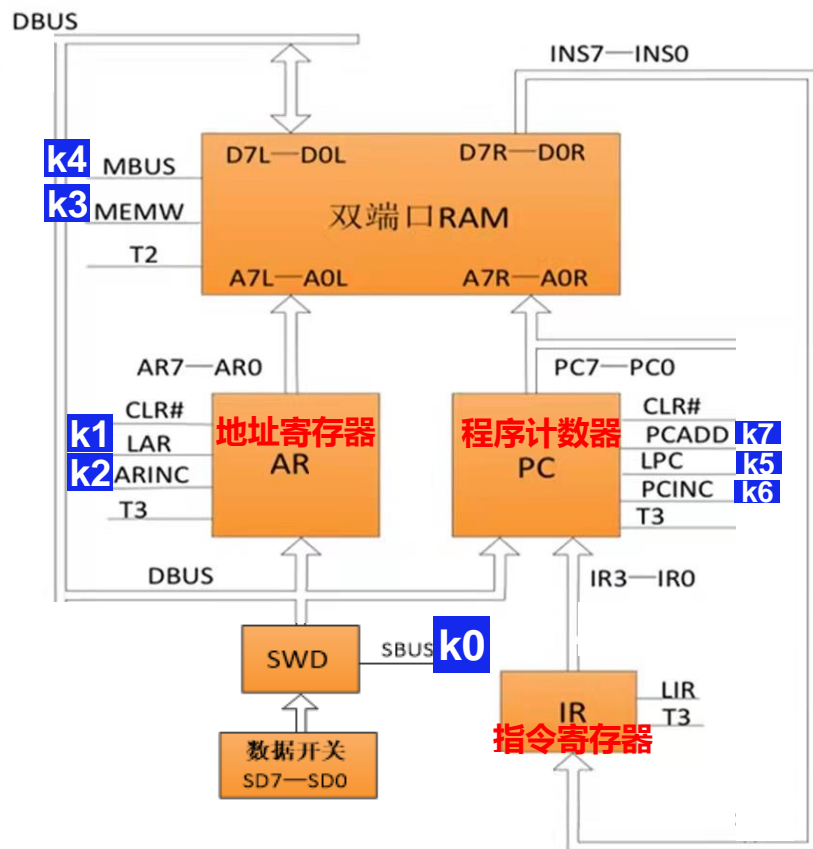 DBUS
INS7—INS0
D7L—D0L
D7R—D0R
k4
MBUS
k3
MEMW
双端口RAM
T2
A7L—A0L
A7R—A0R
AR7—AR0
PC7—PC0
CLR#
k1
LAR
k2
ARINC
T3
地址寄存器
AR
程序计数器
PC
CLR#
PCADD
k7
LPC
k5
PCINC
k6
T3
DBUS
IR3—IR0
SWD
SBUS
k0
数据开关
SD7—SD0
IR
指令寄存器
LIR
T3